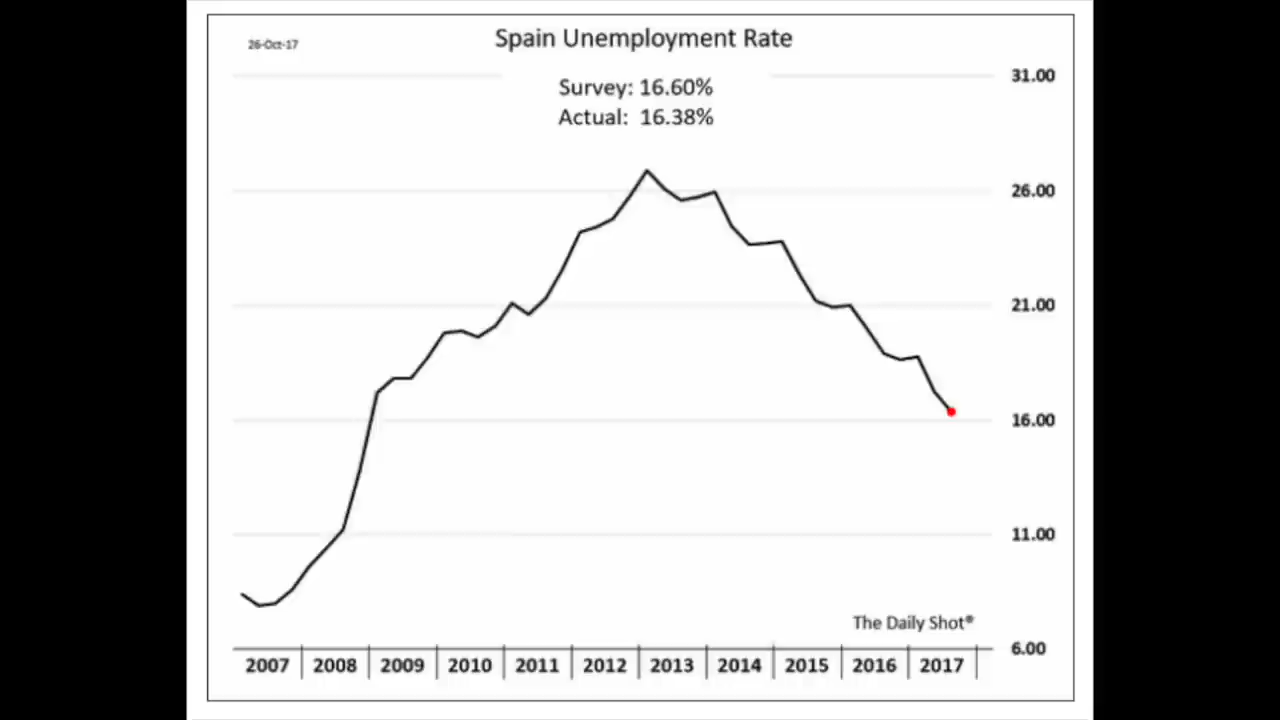 26-Oct-17
Spain Unemployment Rate
Survey: 16.60%
Actual: 16.38%
31.00
26.00
21.00
16.00
11.00
The Daily Shot®
6.00
2007 2008 2009 2010 2011 2012 2013 2014 2015 2016 2017